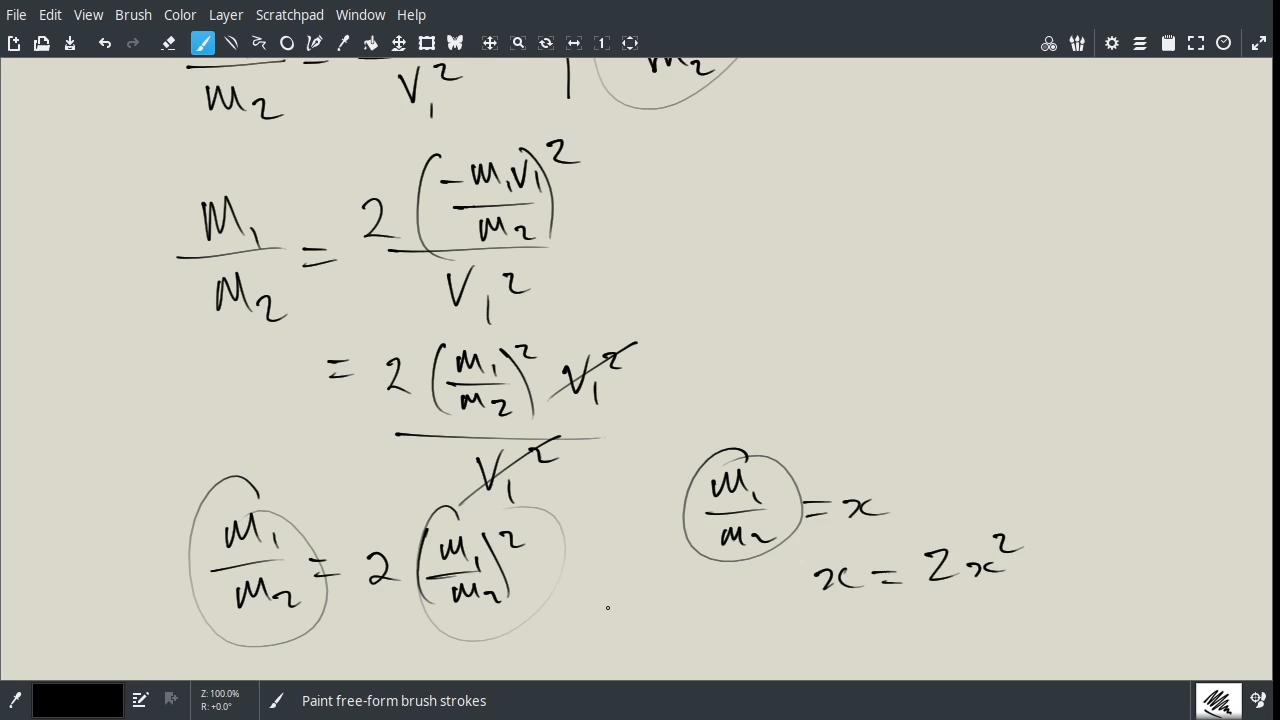 File Edit View Brush Color Layer Scratchpad Window Help
m₂ = v₁² m₂
M₁/M₂ = 2(-m₁v₁/m₂)²/v₁²
= 2(m₁/m₂)² v₁²/v₁²
m₁/m₂ = 2(m₁/m₂)²
m₁/m₂ = x
x = 2x²
Z: 100.0%
R: +0.0°
Paint free-form brush strokes